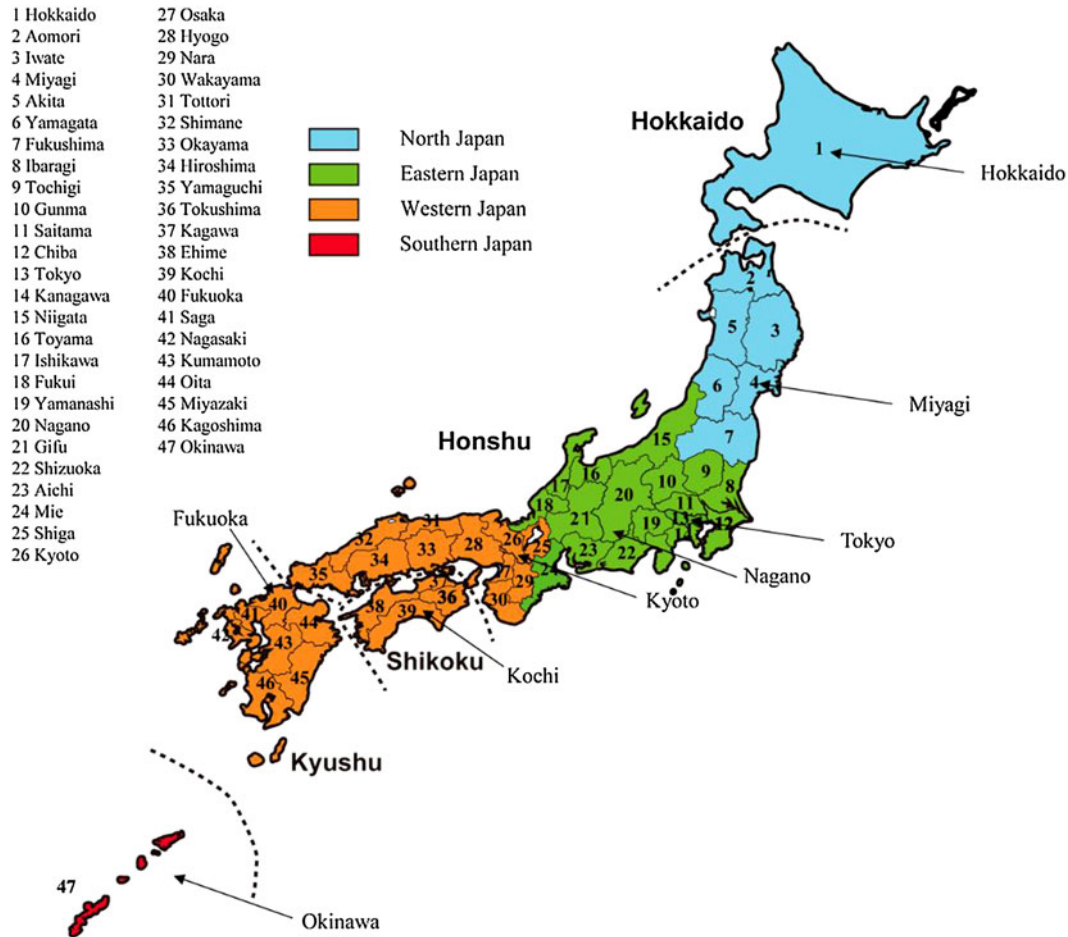 1 Hokkaido
2 Aomori
3 Iwate
4 Miyagi
5 Akita
6 Yamagata
7 Fukushima
8 Ibaragi
9 Tochigi
10 Gunma
11 Saitama
12 Chiba
13 Tokyo
14 Kanagawa
15 Niigata
16 Toyama
17 Ishikawa
18 Fukui
19 Yamanashi
20 Nagano
21 Gifu
22 Shizuoka
23 Aichi
24 Mie
25 Shiga
26 Kyoto
27 Osaka
28 Hyogo
29 Nara
30 Wakayama
31 Tottori
32 Shimane
33 Okayama
34 Hiroshima
35 Yamaguchi
36 Tokushima
37 Kagawa
38 Ehime
39 Kochi
40 Fukuoka
41 Saga
42 Nagasaki
43 Kumamoto
44 Oita
45 Miyazaki
46 Kagoshima
47 Okinawa
North Japan
Eastern Japan
Western Japan
Southern Japan
Hokkaido
1
Hokkaido
2
5
3
6
4
Miyagi
7
Honshu
15
9
8
16
17
10
20
18
11
21
19
13
12
Tokyo
23
22
Nagano
Fukuoka
31
32
26
25
33
28
34
35
29
30
Kyoto
37
36
38
39
Shikoku
Kochi
40
41
44
42
43
45
46
Kyushu
47
Okinawa